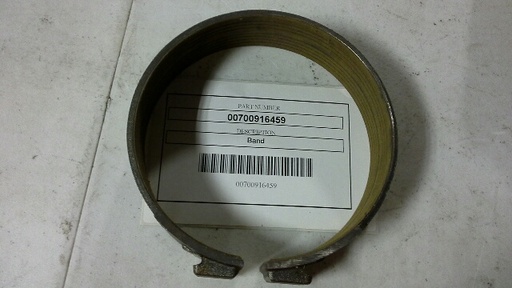 PART NUMBER
00700916459
DESCRIPTION
Band
00700916459